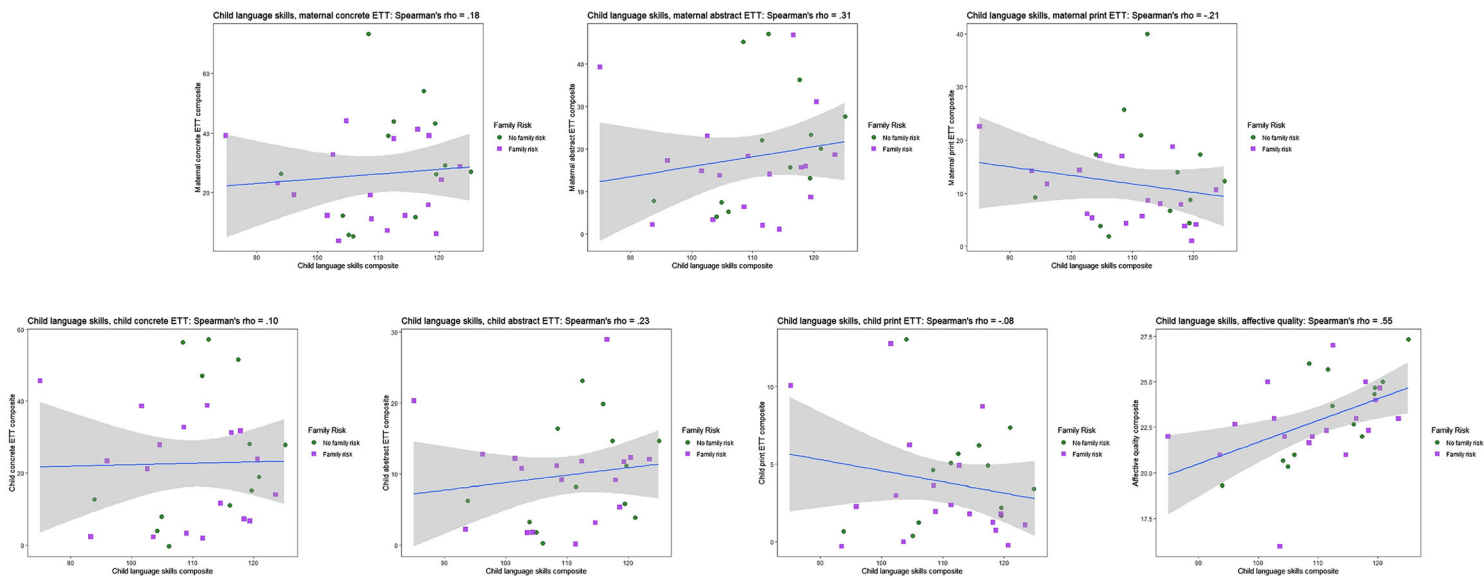 Child language skills, maternal concrete ETT: Spearman's rho = .18
Maternal concrete ETT composite
60
40
20
90
100
110
120
Child language skills composite
Family Risk
No family risk
Family risk
Child language skills, maternal abstract ETT: Spearman's rho = .31
Maternal abstract ETT composite
40
30
20
10
0
90
100
110
120
Child language skills composite
Family Risk
No family risk
Family risk
Child language skills, maternal print ETT: Spearman's rho = -.21
Maternal print ETT composite
40
30
20
10
0
90
100
110
120
Child language skills composite
Family Risk
No family risk
Family risk
Child language skills, child concrete ETT: Spearman's rho = .10
Child concrete ETT composite
60
40
20
0
90
100
110
120
Child language skills composite
Family Risk
No family risk
Family risk
Child language skills, child abstract ETT: Spearman's rho = .23
Child abstract ETT composite
30
20
10
0
90
100
110
120
Child language skills composite
Family Risk
No family risk
Family risk
Child language skills, child print ETT: Spearman's rho = -.08
Child print ETT composite
10
5
0
90
100
110
120
Child language skills composite
Family Risk
No family risk
Family risk
Child language skills, affective quality: Spearman's rho = .55
Affective quality composite
27.5
25.0
22.5
20.0
17.5
90
100
110
120
Child language skills composite
Family Risk
No family risk
Family risk